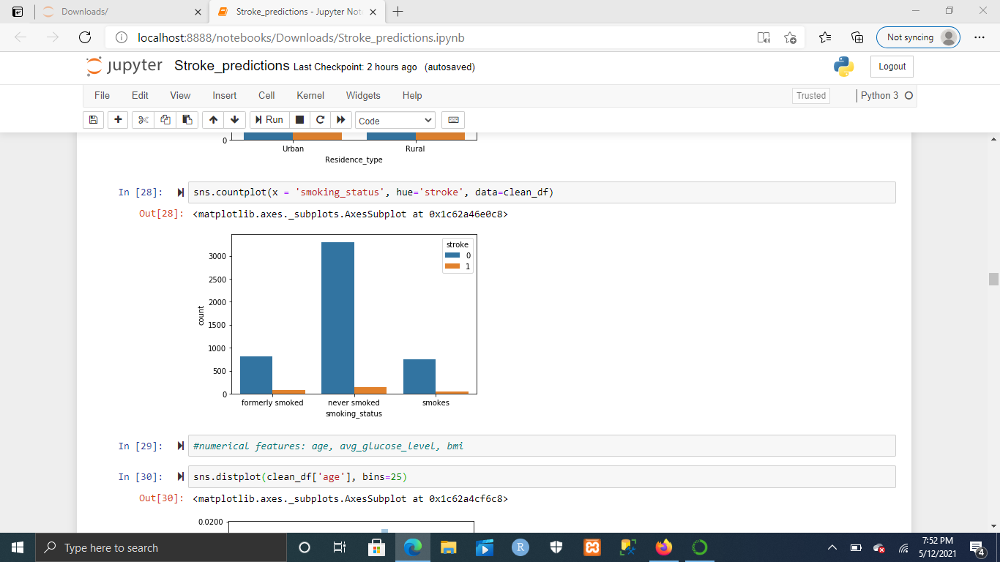 Downloads/
Stroke_predictions - Jupyter Not
localhost:8888/notebooks/Downloads/Stroke_predictions.ipynb
Not syncing
jupyter Stroke_predictions Last Checkpoint: 2 hours ago (autosaved)
Logout
File Edit View Insert Cell Kernel Widgets Help
Trusted
Python 3
Run
Code
0
Urban Rural
Residence_type
In [28]: sns.countplot(x = 'smoking_status', hue='stroke', data=clean_df)
Out[28]: <matplotlib.axes._subplots.AxesSubplot at 0x1c62a46e0c8>
stroke
0
1
3000
2500
2000
1500
1000
500
0
count
formerly smoked never smoked smokes
smoking_status
In [29]: #numerical features: age, avg_glucose_level, bmi
In [30]: sns.distplot(clean_df['age'], bins=25)
Out[30]: <matplotlib.axes._subplots.AxesSubplot at 0x1c62a4cf6c8>
0.0200
Type here to search
R
7:52 PM
5/12/2021
4